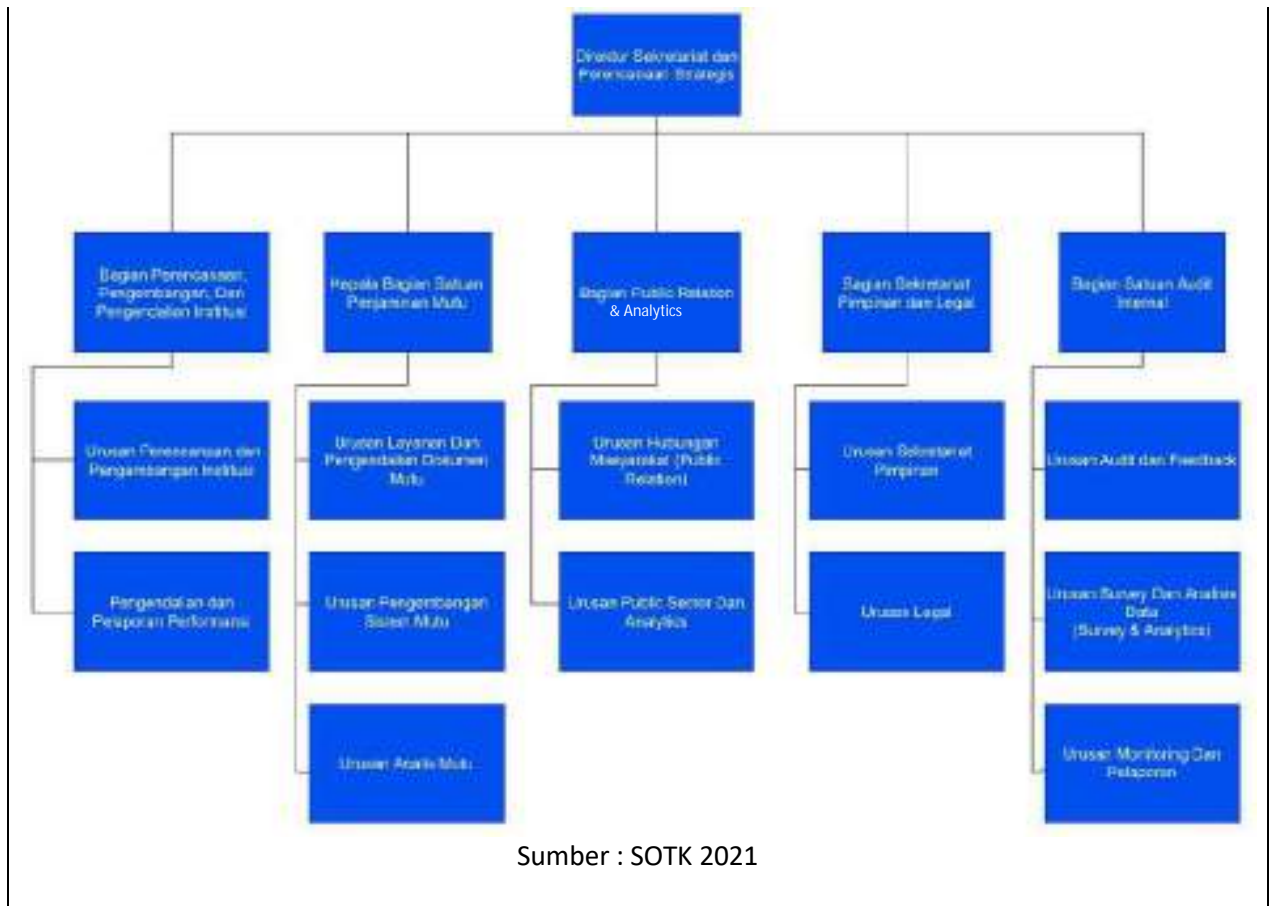 Direktur Sekretariat dan
Perencanaan Strategis
Bagian Perencanaan,
Pengembangan, Dan
Pengendalian Institusi
Kepala Bagian Satuan
Penjaminan Mutu
Bagian Public Relation
& Analytics
Bagian Sekretariat
Pimpinan dan Legal
Bagian Satuan Audit
Internal
Urusan Perencanaan dan
Pengembangan Institusi
Urusan Layanan Dan
Pengendalian Dokumen
Mutu
Urusan Hubungan
Masyarakat (Public
Relation)
Urusan Sekretariat
Pimpinan
Urusan Audit dan Feedback
Pengendalian dan
Pelaporan Performansi
Urusan Pengembangan
Sistem Mutu
Urusan Public Sector Dan
Analytics
Urusan Legal
Urusan Survey Dan Analisis
Data
(Survey & Analytics)
Urusan Analis Mutu
Urusan Monitoring Dan
Pelaporan
Sumber : SOTK 2021